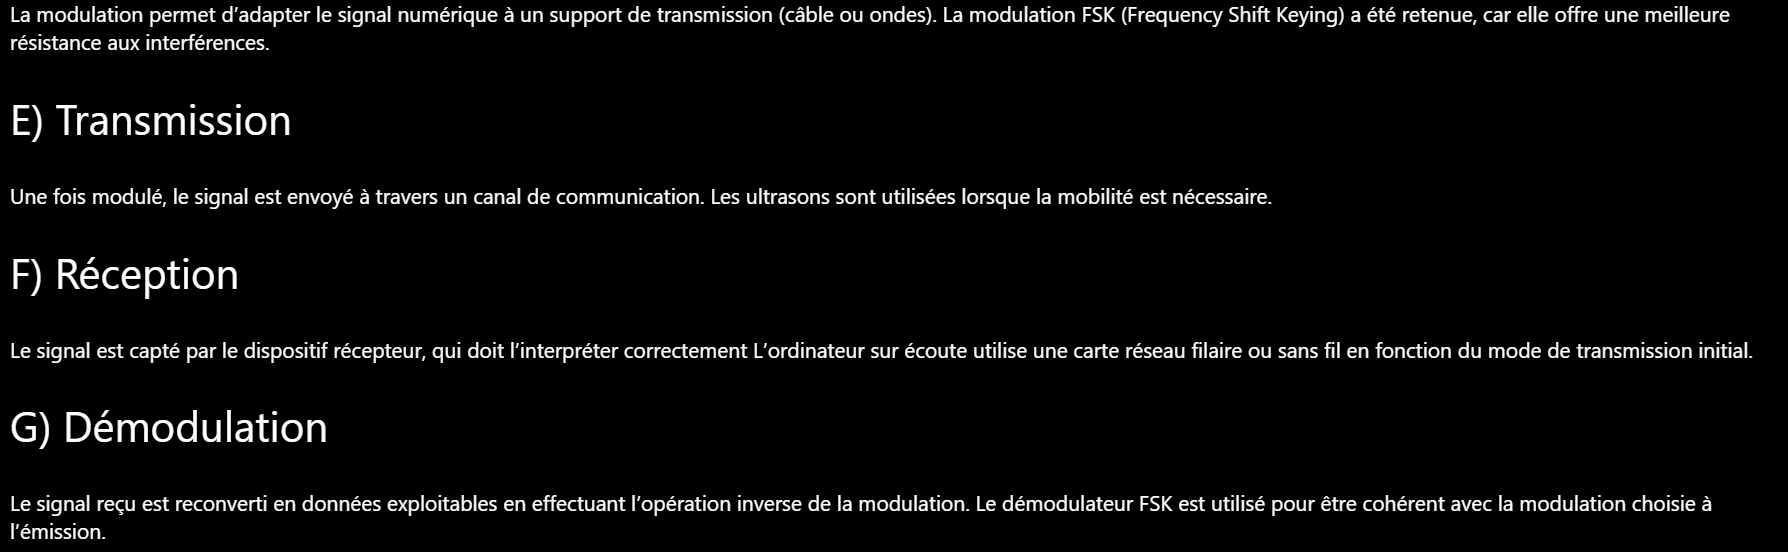 La modulation permet d’adapter le signal numérique à un support de transmission (câble ou ondes). La modulation FSK (Frequency Shift Keying) a été retenue, car elle offre une meilleure
résistance aux interférences.
E) Transmission
Une fois modulé, le signal est envoyé à travers un canal de communication. Les ultrasons sont utilisées lorsque la mobilité est nécessaire.
F) Réception
Le signal est capté par le dispositif récepteur, qui doit l’interpréter correctement L’ordinateur sur écoute utilise une carte réseau filaire ou sans fil en fonction du mode de transmission initial.
G) Démodulation
Le signal reçu est reconverti en données exploitables en effectuant l’opération inverse de la modulation. Le démodulateur FSK est utilisé pour être cohérent avec la modulation choisie à
l’émission.